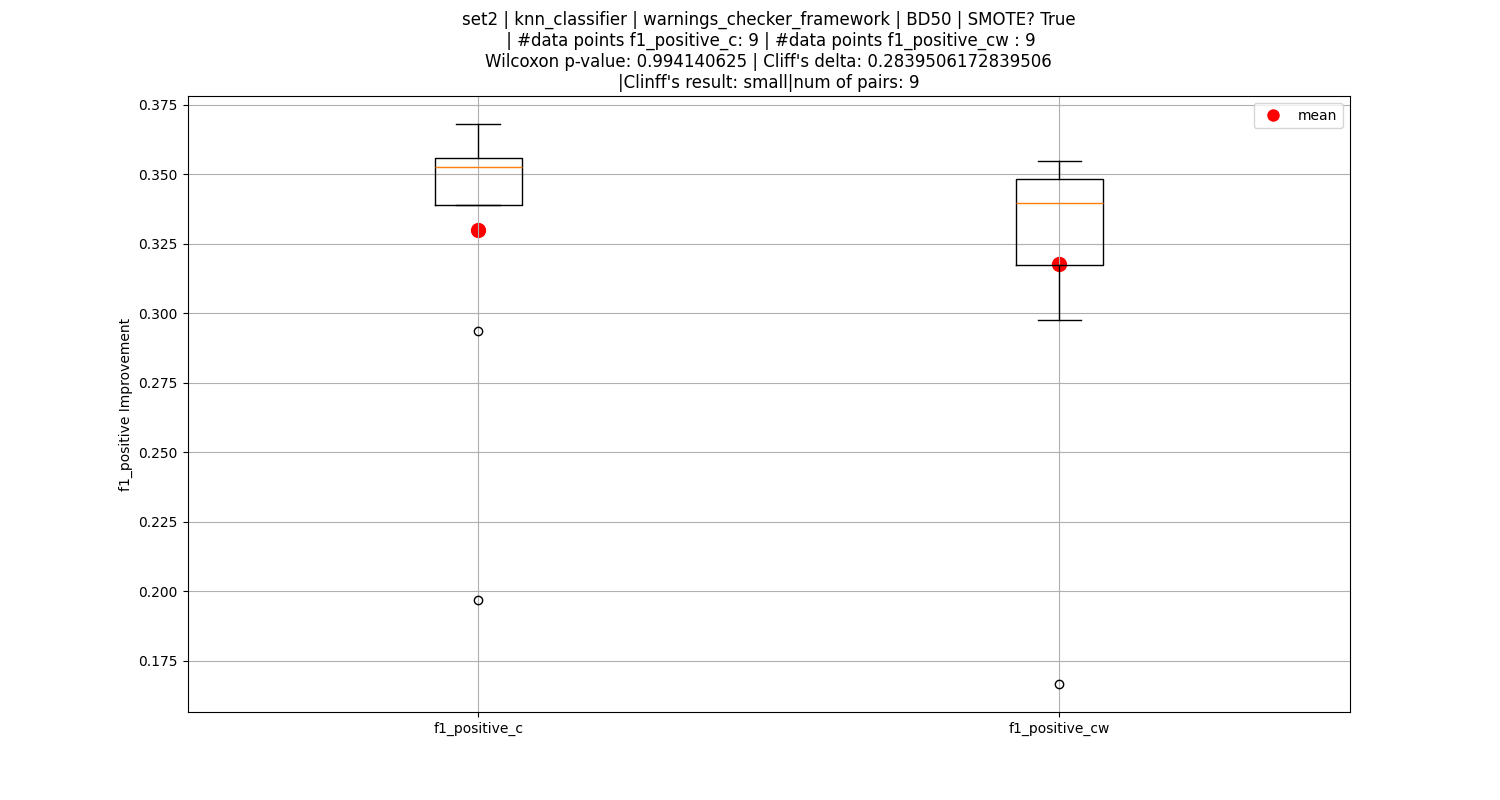 set2 | knn_classifier | warnings_checker_framework | BD50 | SMOTE? True
| #data points f1_positive_c: 9 | #data points f1_positive_cw : 9
Wilcoxon p-value: 0.994140625 | Cliff's delta: 0.2839506172839506
|Clinff's result: small|num of pairs: 9
mean
0.375
0.350
0.325
0.300
0.275
0.250
0.225
0.200
0.175
f1_positive Improvement
f1_positive_c
f1_positive_cw